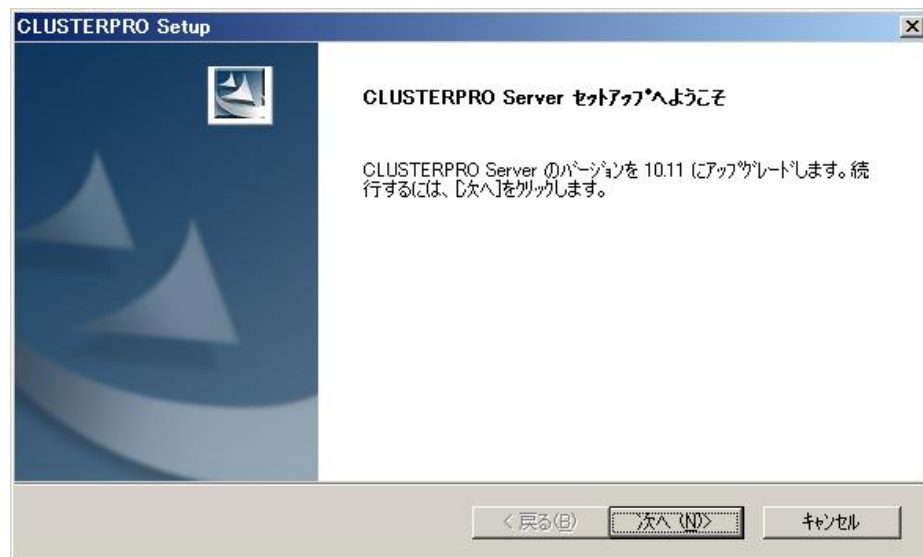 CLUSTERPRO Setup
CLUSTERPRO Server セットアップへようこそ
CLUSTERPRO Server のバージョンを 10.11 にアップグレードします。続
行するには、[次へ]をクリックします。
< 戻る(B)
次へ (N)>
キャンセル